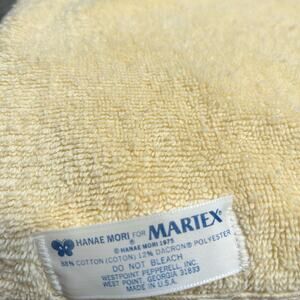 HANAE MORI FOR MARTEX®
© HANAE MORI 1975
88% COTTON (COTON) 12% DACRON® POLYESTER
DO NOT BLEACH
WESTPOINT PEPPERELL, INC.
WEST POINT, GEORGIA 31833
MADE IN U.S.A.